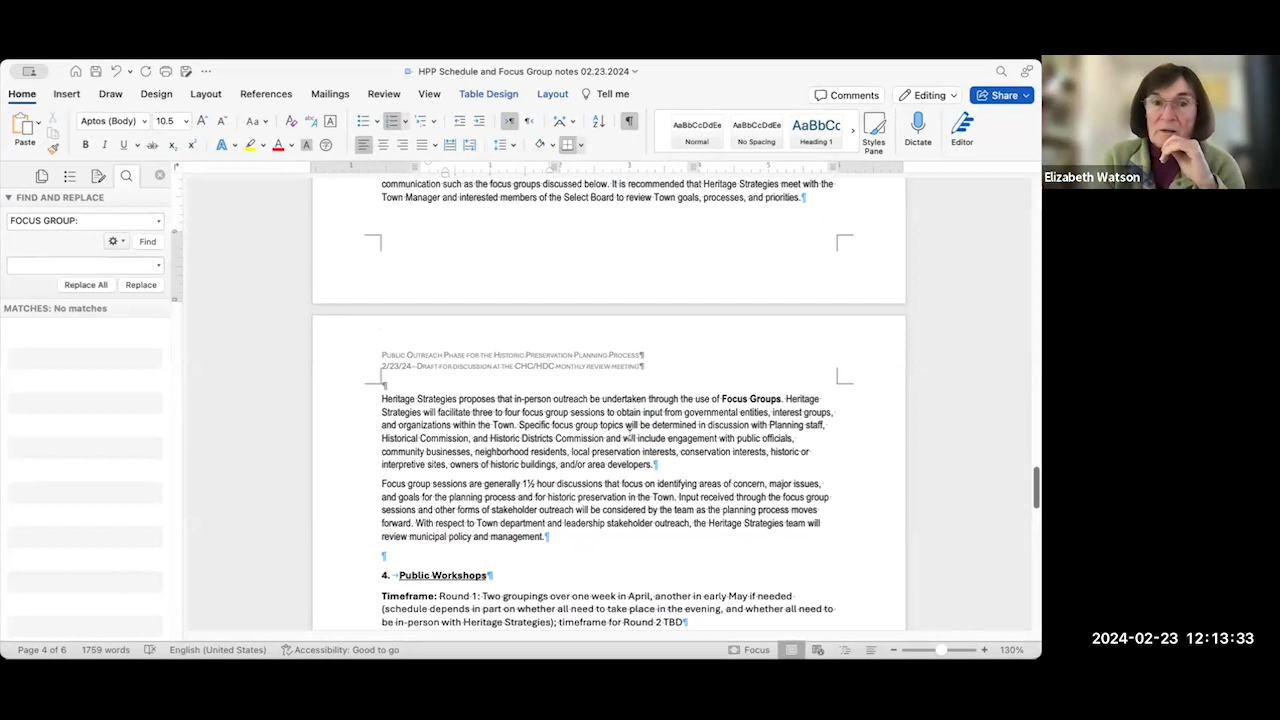 HPP Schedule and Focus Group notes 02.23.2024
Home Insert Draw Design Layout References Mailings Review View Table Design Layout Tell me Comments Editing Share
Paste
Aptos (Body) 10.5
AaBbCcDdEe AaBbCcDdEe AaBbCc
Normal No Spacing Heading 1
Styles Pane
Dictate
Editor
FIND AND REPLACE
FOCUS GROUP:
Find
Replace All Replace
MATCHES: No matches
communication such as the focus groups discussed below. It is recommended that Heritage Strategies meet with the
Town Manager and interested members of the Select Board to review Town goals, processes, and priorities.¶
Public Outreach Phase for the Historic Preservation Planning Process¶
2/23/24–Draft for discussion at the CHC/HDC monthly review meeting¶
¶
Heritage Strategies proposes that in-person outreach be undertaken through the use of Focus Groups. Heritage
Strategies will facilitate three to four focus group sessions to obtain input from governmental entities, interest groups,
and organizations within the Town. Specific focus group topics will be determined in discussion with Planning staff,
Historical Commission, and Historic Districts Commission and will include engagement with public officials,
community businesses, neighborhood residents, local preservation interests, conservation interests, historic or
interpretive sites, owners of historic buildings, and/or area developers.¶
Focus group sessions are generally 1½ hour discussions that focus on identifying areas of concern, major issues,
and goals for the planning process and for historic preservation in the Town. Input received through the focus group
sessions and other forms of stakeholder outreach will be considered by the team as the planning process moves
forward. With respect to Town department and leadership stakeholder outreach, the Heritage Strategies team will
review municipal policy and management.¶
¶
4. → Public Workshops¶
Timeframe: Round 1: Two groupings over one week in April, another in early May if needed
(schedule depends in part on whether all need to take place in the evening, and whether all need to
be in-person with Heritage Strategies); timeframe for Round 2 TBD¶
Page 4 of 6 1759 words English (United States) Accessibility: Good to go Focus 130%
Elizabeth Watson
2024-02-23 12:13:33